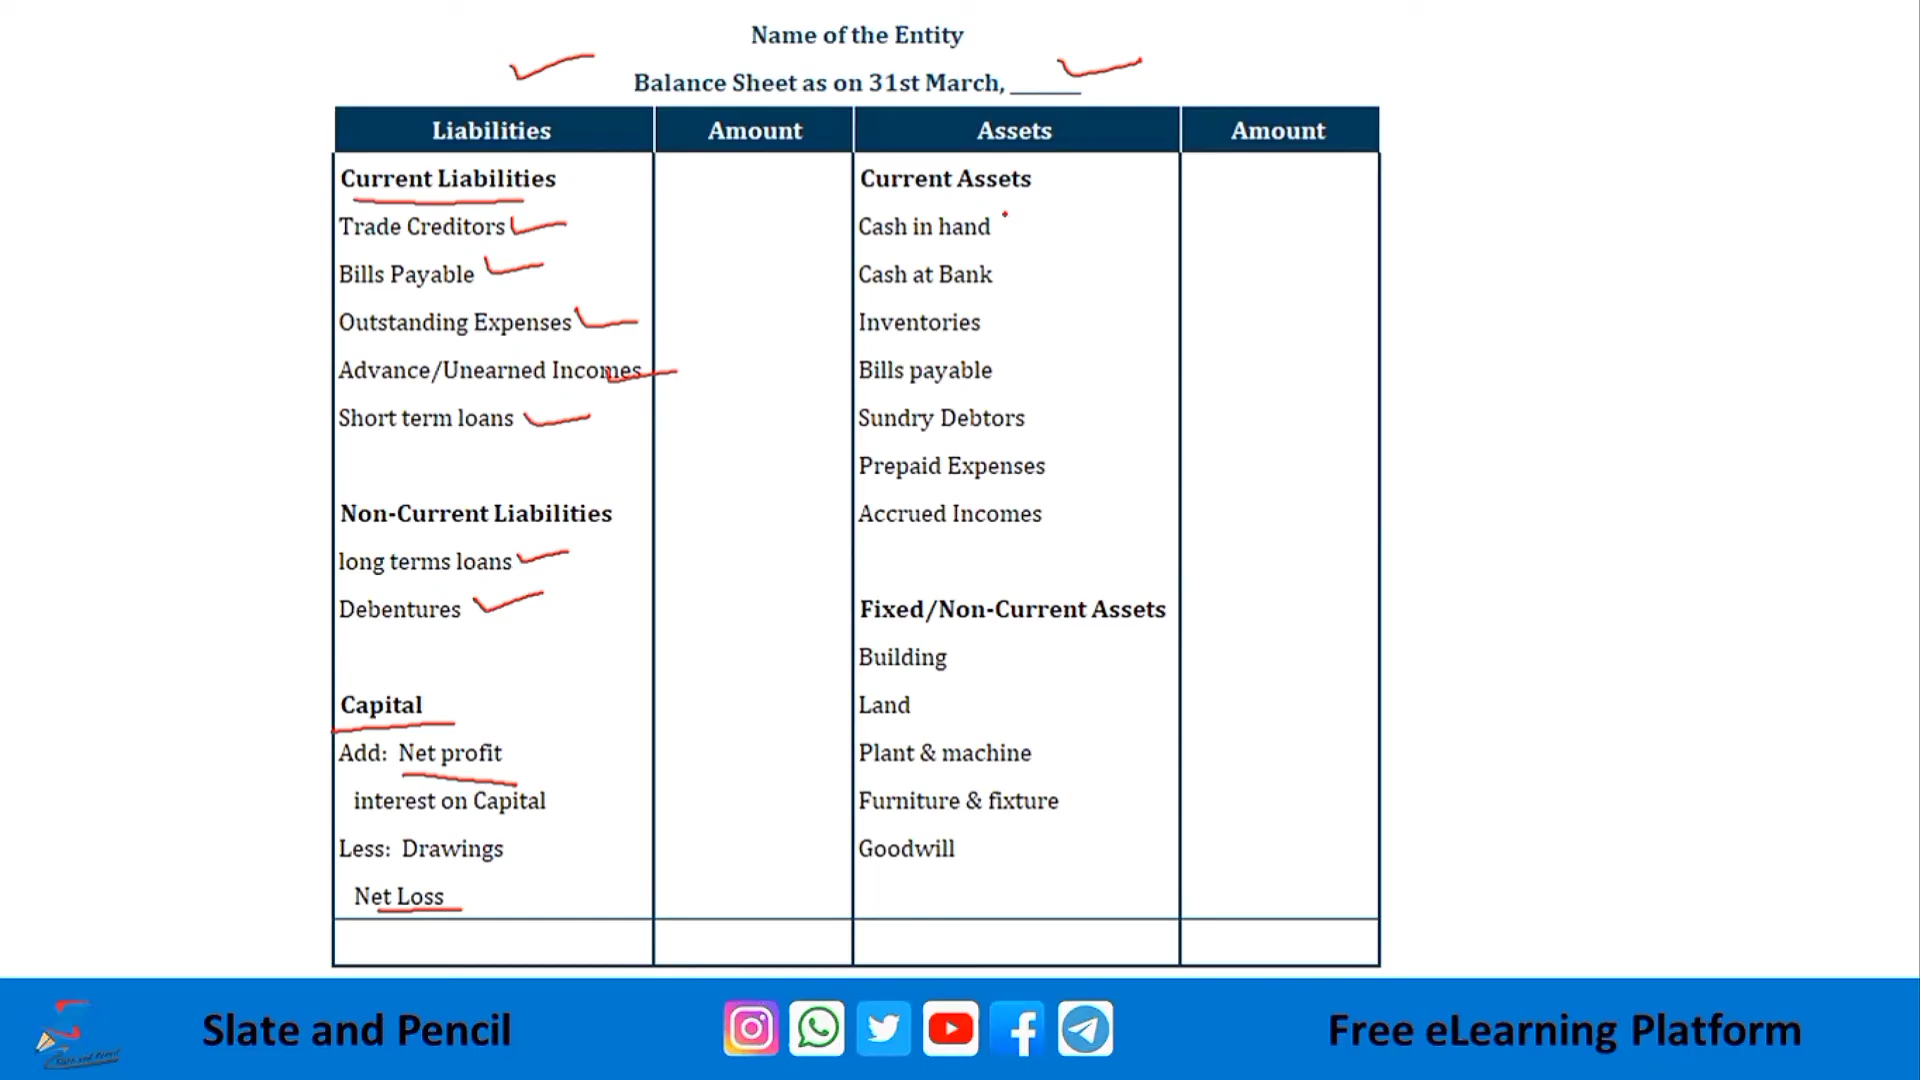 Name of the Entity
Balance Sheet as on 31st March, ______
Liabilities Amount Assets Amount
Current Liabilities Current Assets
Trade Creditors Cash in hand
Bills Payable Cash at Bank
Outstanding Expenses Inventories
Advance/Unearned Incomes Bills payable
Short term loans Sundry Debtors
Prepaid Expenses
Non-Current Liabilities Accrued Incomes
long terms loans
Debentures Fixed/Non-Current Assets
Building
Capital Land
Add: Net profit Plant & machine
interest on Capital Furniture & fixture
Less: Drawings Goodwill
Net Loss
Slate and Pencil Free eLearning Platform
Slate and Pencil